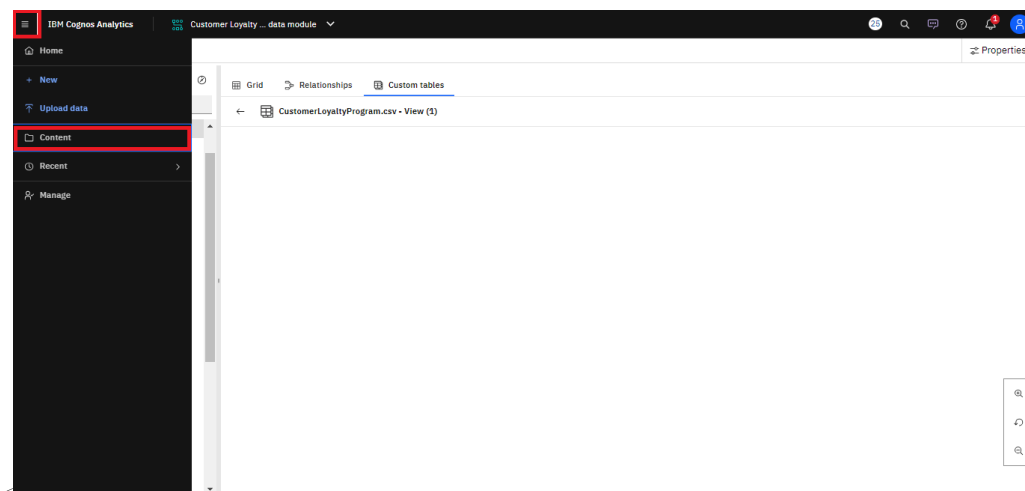 IBM Cognos Analytics
Customer Loyalty ... data module
25
1
Home
Properties
+ New
Grid
Relationships
Custom tables
Upload data
← CustomerLoyaltyProgram.csv - View (1)
Content
Recent
Manage